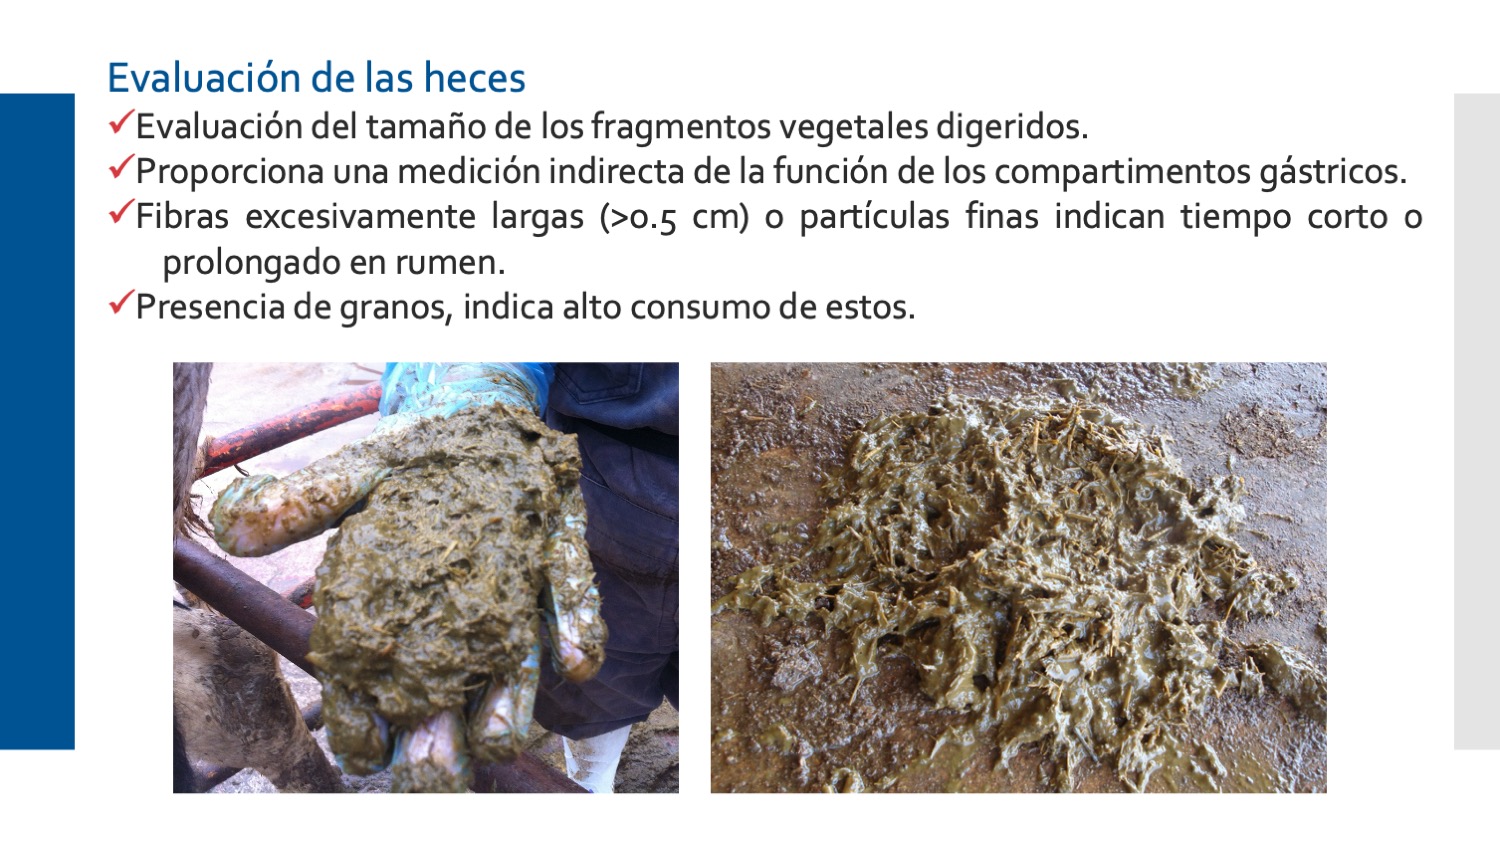 Evaluación de las heces
✓Evaluación del tamaño de los fragmentos vegetales digeridos.
✓Proporciona una medición indirecta de la función de los compartimentos gástricos.
✓Fibras excesivamente largas (>0.5 cm) o partículas finas indican tiempo corto o
prolongado en rumen.
✓Presencia de granos, indica alto consumo de estos.